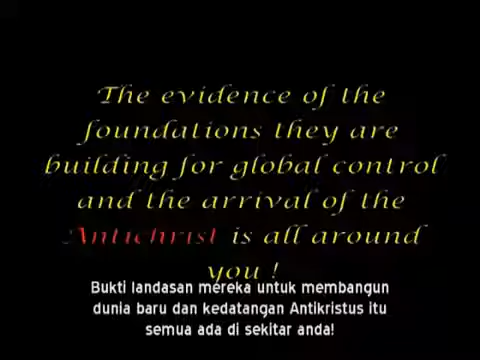 The evidence of the
foundations they are
building for global control
and the arrival of the
Antichrist is all around
you !
Bukti landasan mereka untuk membangun
dunia baru dan kedatangan Antikristus itu
semua ada di sekitar anda!